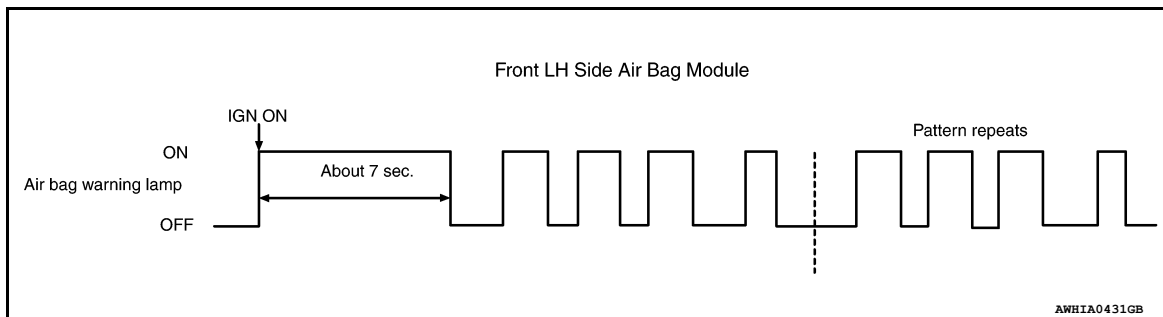 Front LH Side Air Bag Module
IGN ON
Pattern repeats
ON
About 7 sec.
Air bag warning lamp
OFF
AWHIA0431GB